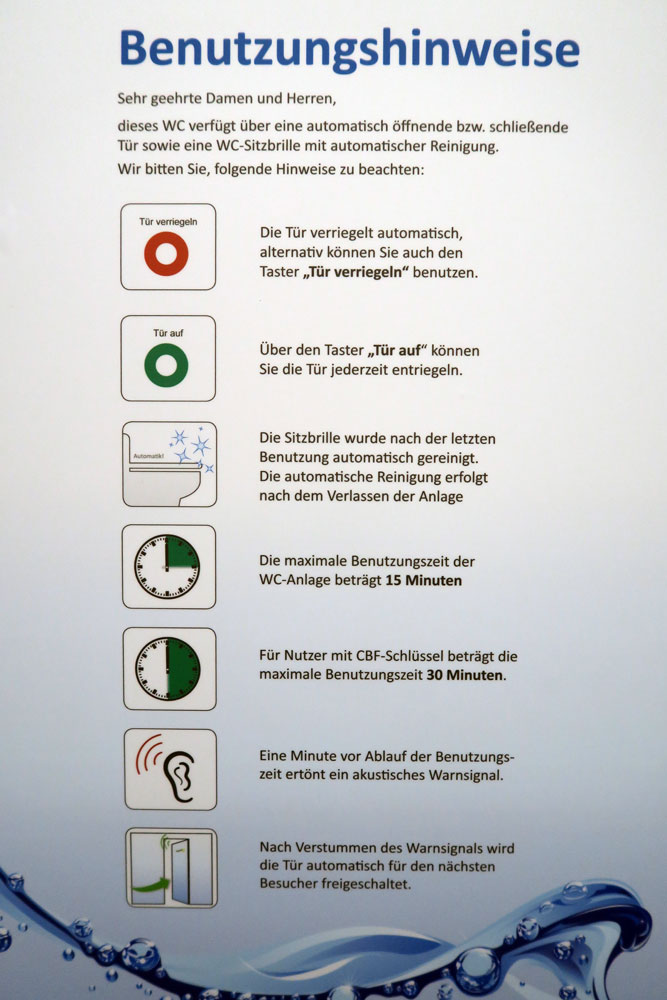 Benutzungshinweise
Sehr geehrte Damen und Herren,
dieses WC verfügt über eine automatisch öffnende bzw. schließende
Tür sowie eine WC-Sitzbrille mit automatischer Reinigung.
Wir bitten Sie, folgende Hinweise zu beachten:
Tür verriegeln
Die Tür verriegelt automatisch,
alternativ können Sie auch den
Taster „Tür verriegeln“ benutzen.
Tür auf
Über den Taster „Tür auf“ können
Sie die Tür jederzeit entriegeln.
Automatik!
Die Sitzbrille wurde nach der letzten
Benutzung automatisch gereinigt.
Die automatische Reinigung erfolgt
nach dem Verlassen der Anlage
Die maximale Benutzungszeit der
WC-Anlage beträgt 15 Minuten
Für Nutzer mit CBF-Schlüssel beträgt die
maximale Benutzungszeit 30 Minuten.
Eine Minute vor Ablauf der Benutzungs-
zeit ertönt ein akustisches Warnsignal.
Nach Verstummen des Warnsignals wird
die Tür automatisch für den nächsten
Besucher freigeschaltet.